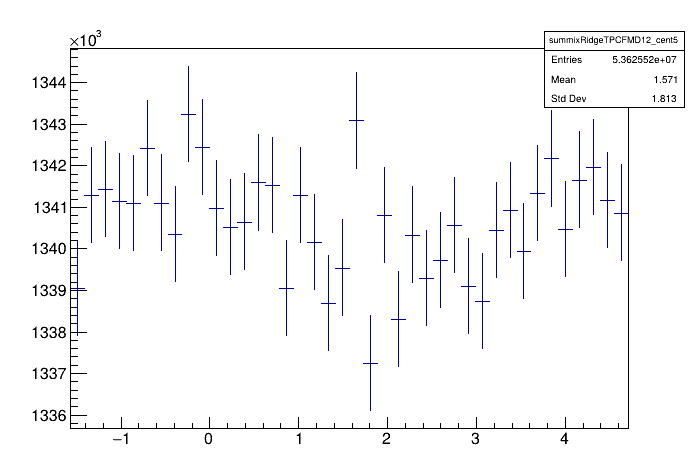 ×10³
summixRidgeTPCFMD12_cent5
Entries 5.362552e+07
Mean 1.571
Std Dev 1.813
1344
1343
1342
1341
1340
1339
1338
1337
1336
−1 0 1 2 3 4